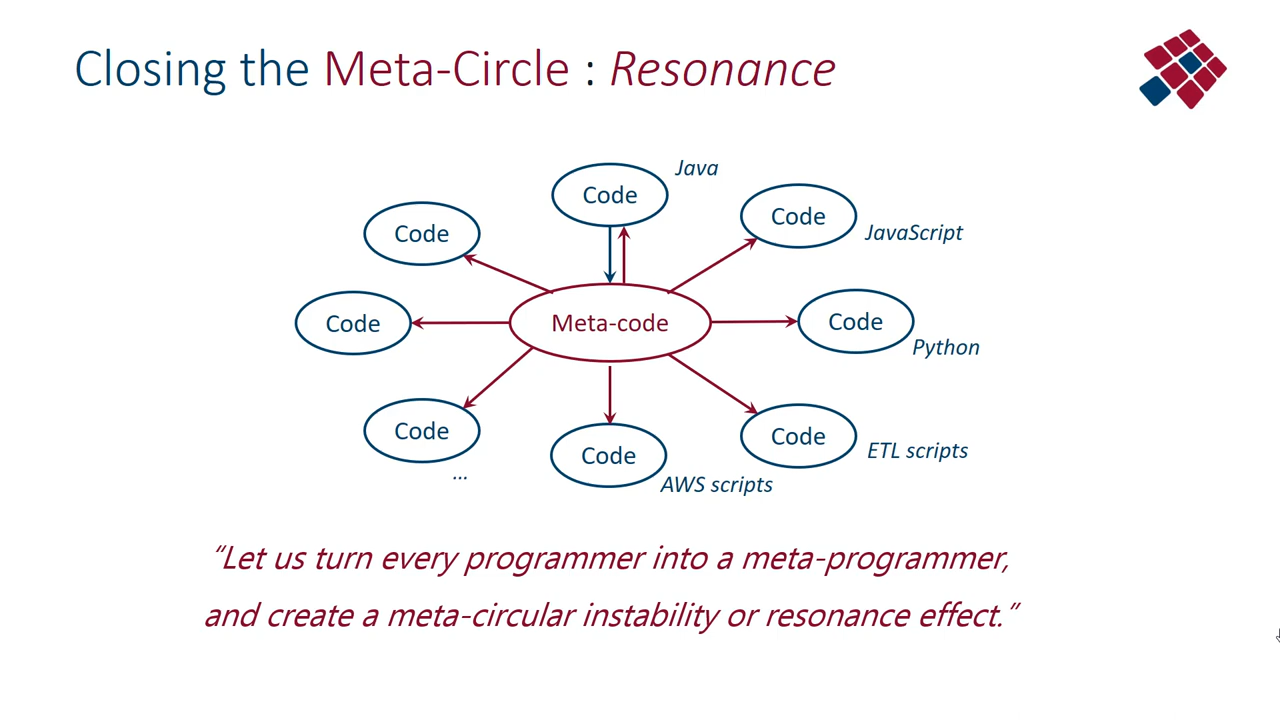 Closing the Meta-Circle : Resonance
Java
Code
Code
JavaScript
Code
Code
Meta-code
Code
Python
Code
...
Code
AWS scripts
Code
ETL scripts
“Let us turn every programmer into a meta-programmer,
and create a meta-circular instability or resonance effect.”